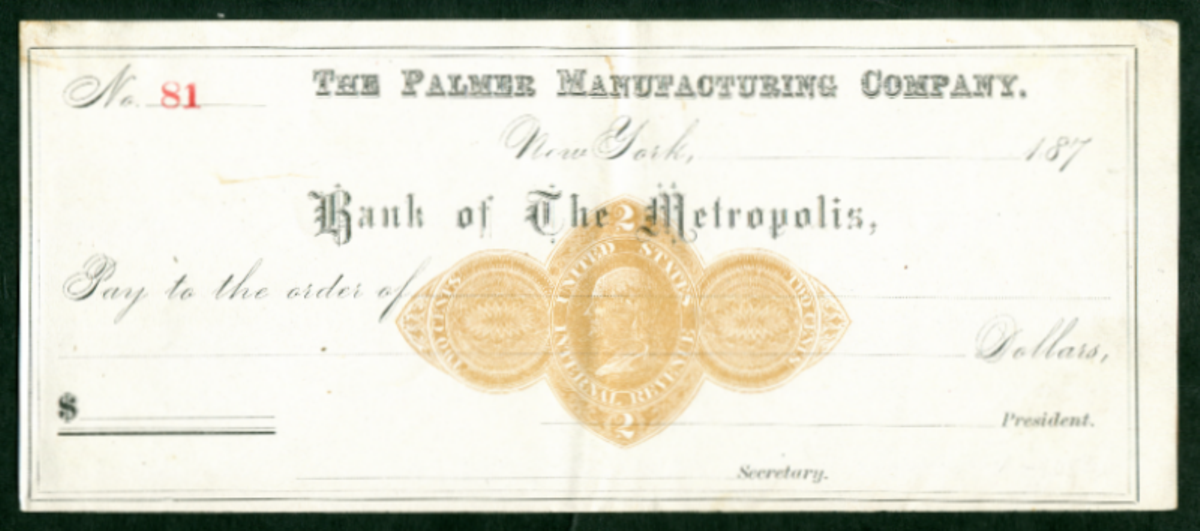 No. 81
THE PALMER MANUFACTURING COMPANY.
New York, 187
Bank of The Metropolis,
Pay to the order of
Dollars,
$
President.
Secretary.
2
UNITED STATES
INTERNAL REVENUE
TWO CENTS
TWO CENTS
2